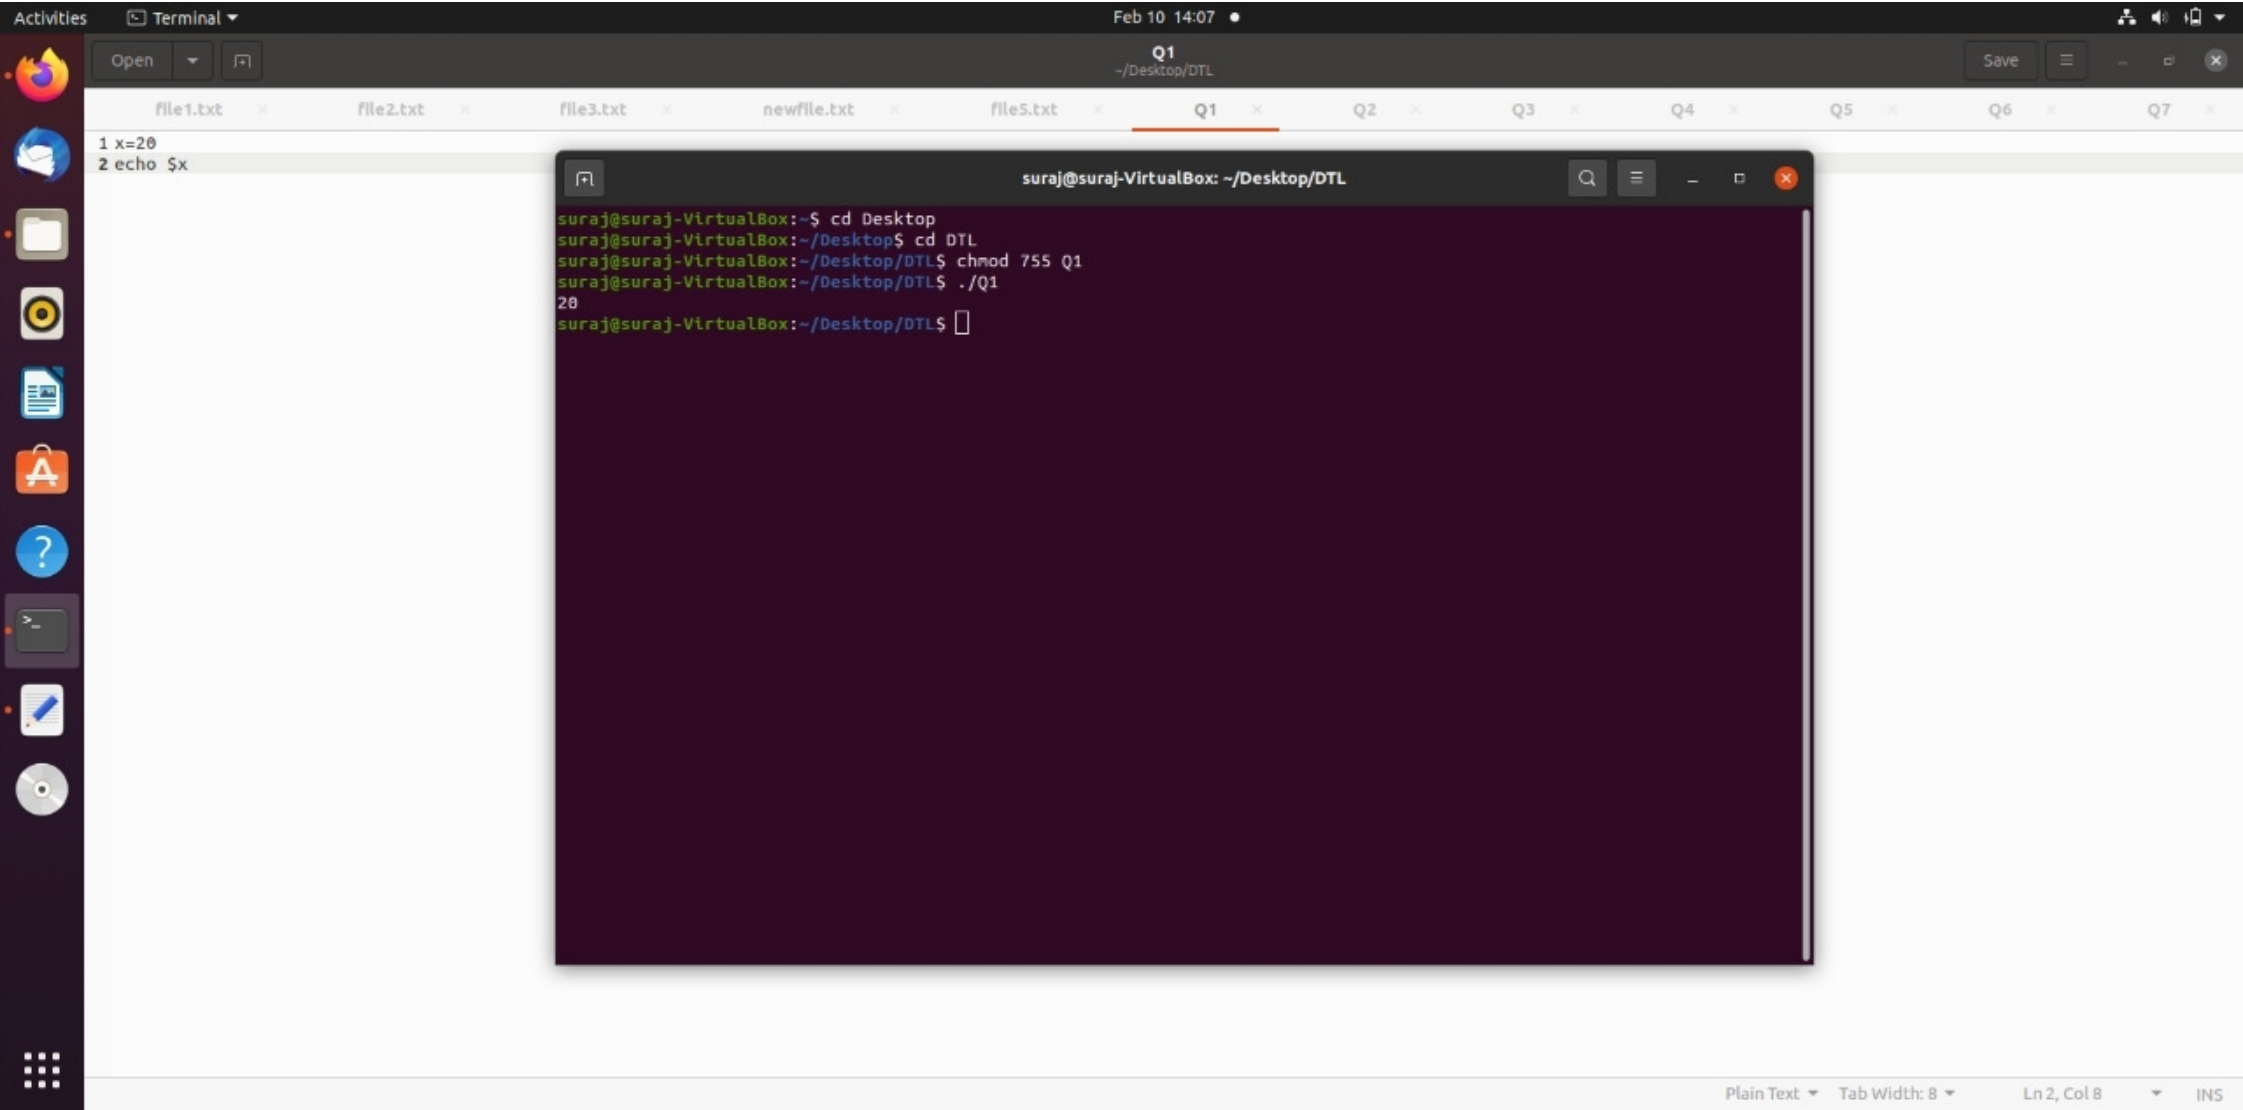 Activities Terminal Feb 10 14:07
Open Q1 Save
~/Desktop/DTL
file1.txt file2.txt file3.txt newfile.txt file5.txt Q1 Q2 Q3 Q4 Q5 Q6 Q7
1 x=20
2 echo $x
suraj@suraj-VirtualBox: ~/Desktop/DTL
suraj@suraj-VirtualBox:~$ cd Desktop
suraj@suraj-VirtualBox:~/Desktop$ cd DTL
suraj@suraj-VirtualBox:~/Desktop/DTL$ chmod 755 Q1
suraj@suraj-VirtualBox:~/Desktop/DTL$ ./Q1
20
suraj@suraj-VirtualBox:~/Desktop/DTL$
Plain Text Tab Width: 8 Ln 2, Col 8 INS